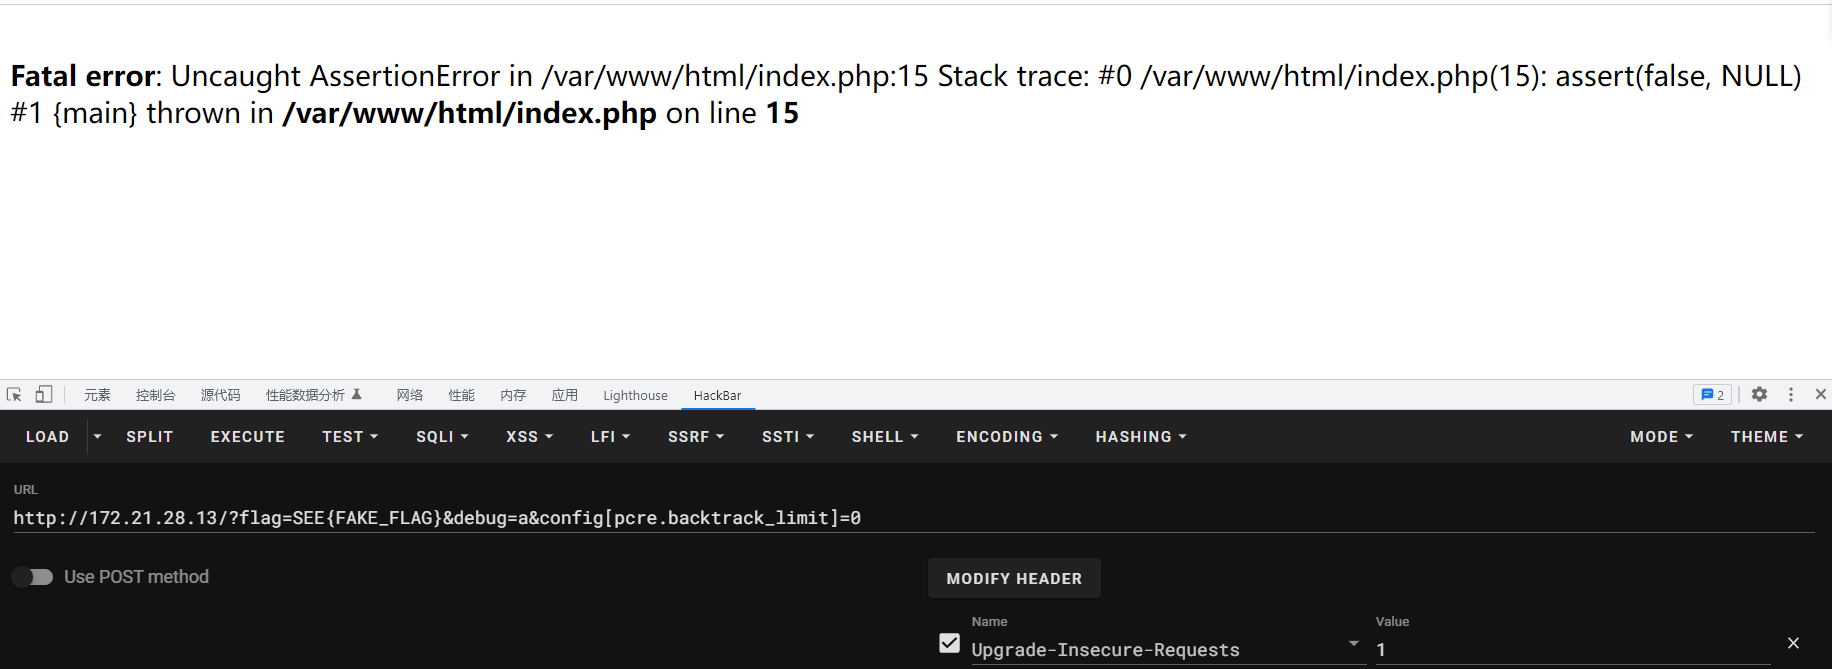 Fatal error: Uncaught AssertionError in /var/www/html/index.php:15 Stack trace: #0 /var/www/html/index.php(15): assert(false, NULL)
#1 {main} thrown in /var/www/html/index.php on line 15
元素 控制台 源代码 性能数据分析 网络 性能 内存 应用 Lighthouse HackBar 2
LOAD SPLIT EXECUTE TEST SQLI XSS LFI SSRF SSTI SHELL ENCODING HASHING MODE THEME
URL
http://172.21.28.13/?flag=SEE{FAKE_FLAG}&debug=a&config[pcre.backtrack_limit]=0
Use POST method MODIFY HEADER
Name Value
Upgrade-Insecure-Requests 1